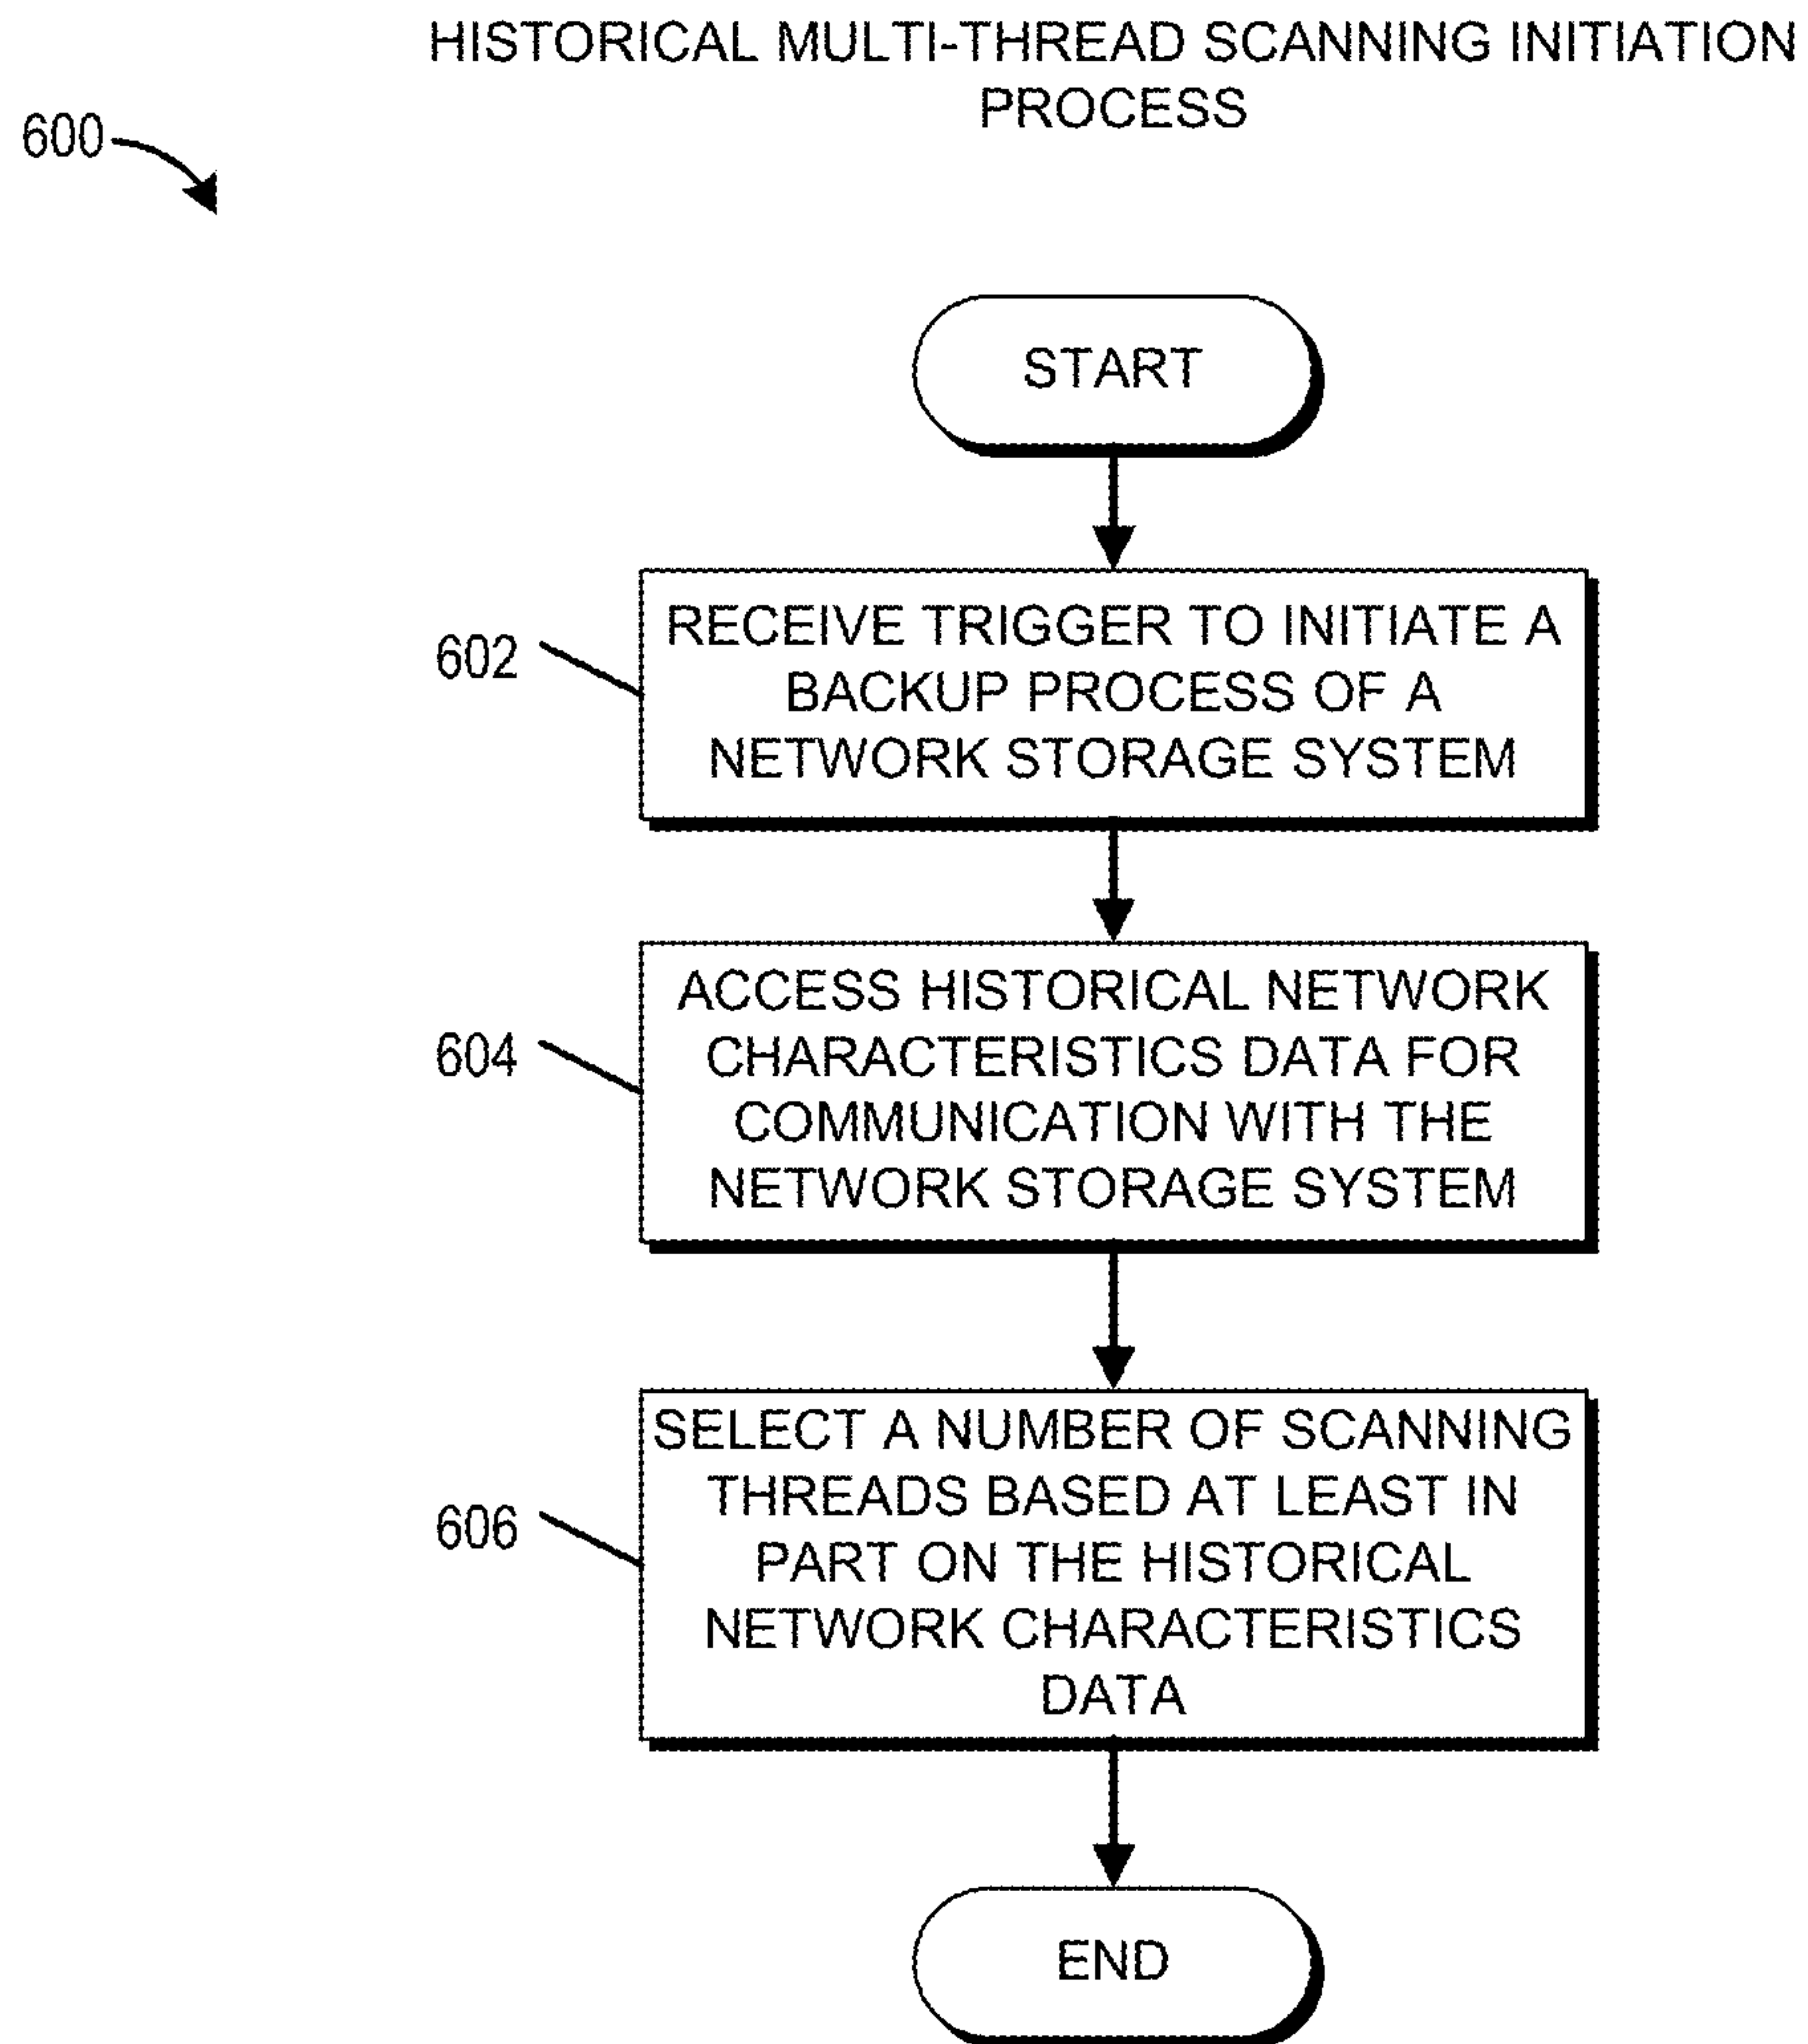 HISTORICAL MULTI-THREAD SCANNING INITIATION
PROCESS
600
START
602
RECEIVE TRIGGER TO INITIATE A
BACKUP PROCESS OF A
NETWORK STORAGE SYSTEM
604
ACCESS HISTORICAL NETWORK
CHARACTERISTICS DATA FOR
COMMUNICATION WITH THE
NETWORK STORAGE SYSTEM
606
SELECT A NUMBER OF SCANNING
THREADS BASED AT LEAST IN
PART ON THE HISTORICAL
NETWORK CHARACTERISTICS
DATA
END